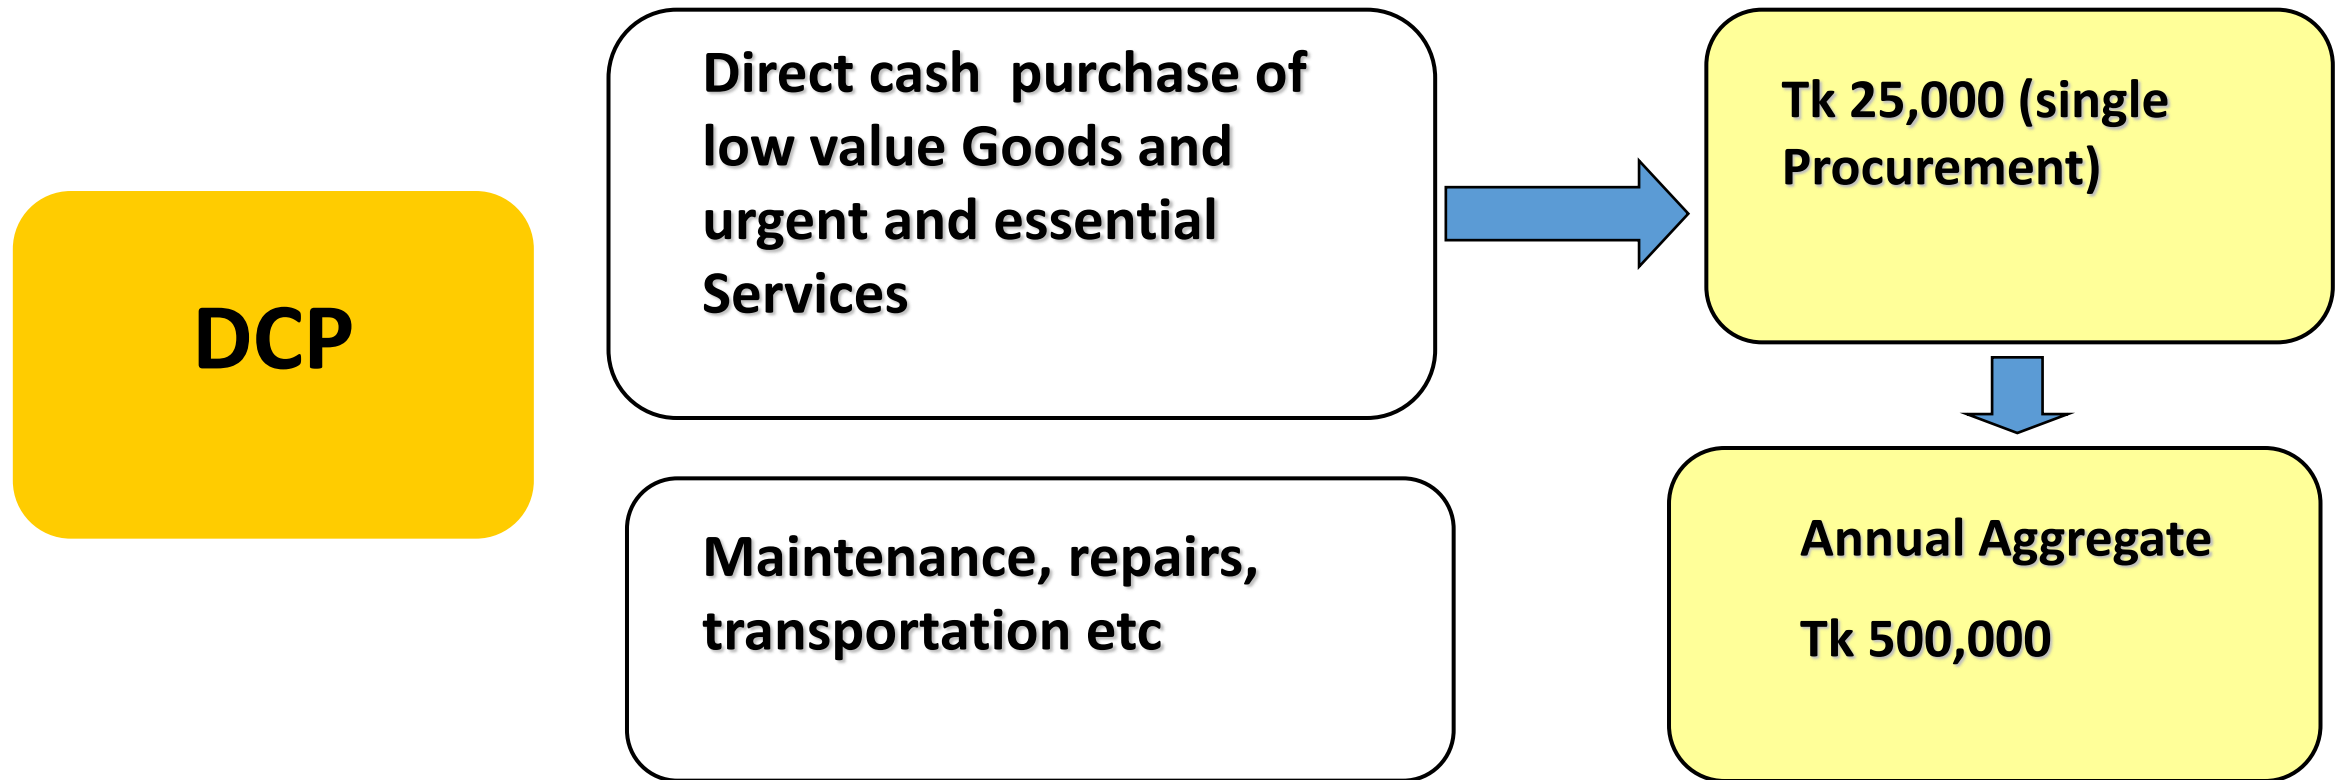 DCP
Direct cash  purchase of
low value Goods and
urgent and essential
Services
Tk 25,000 (single
Procurement)
Maintenance, repairs,
transportation etc
Annual Aggregate
Tk 500,000